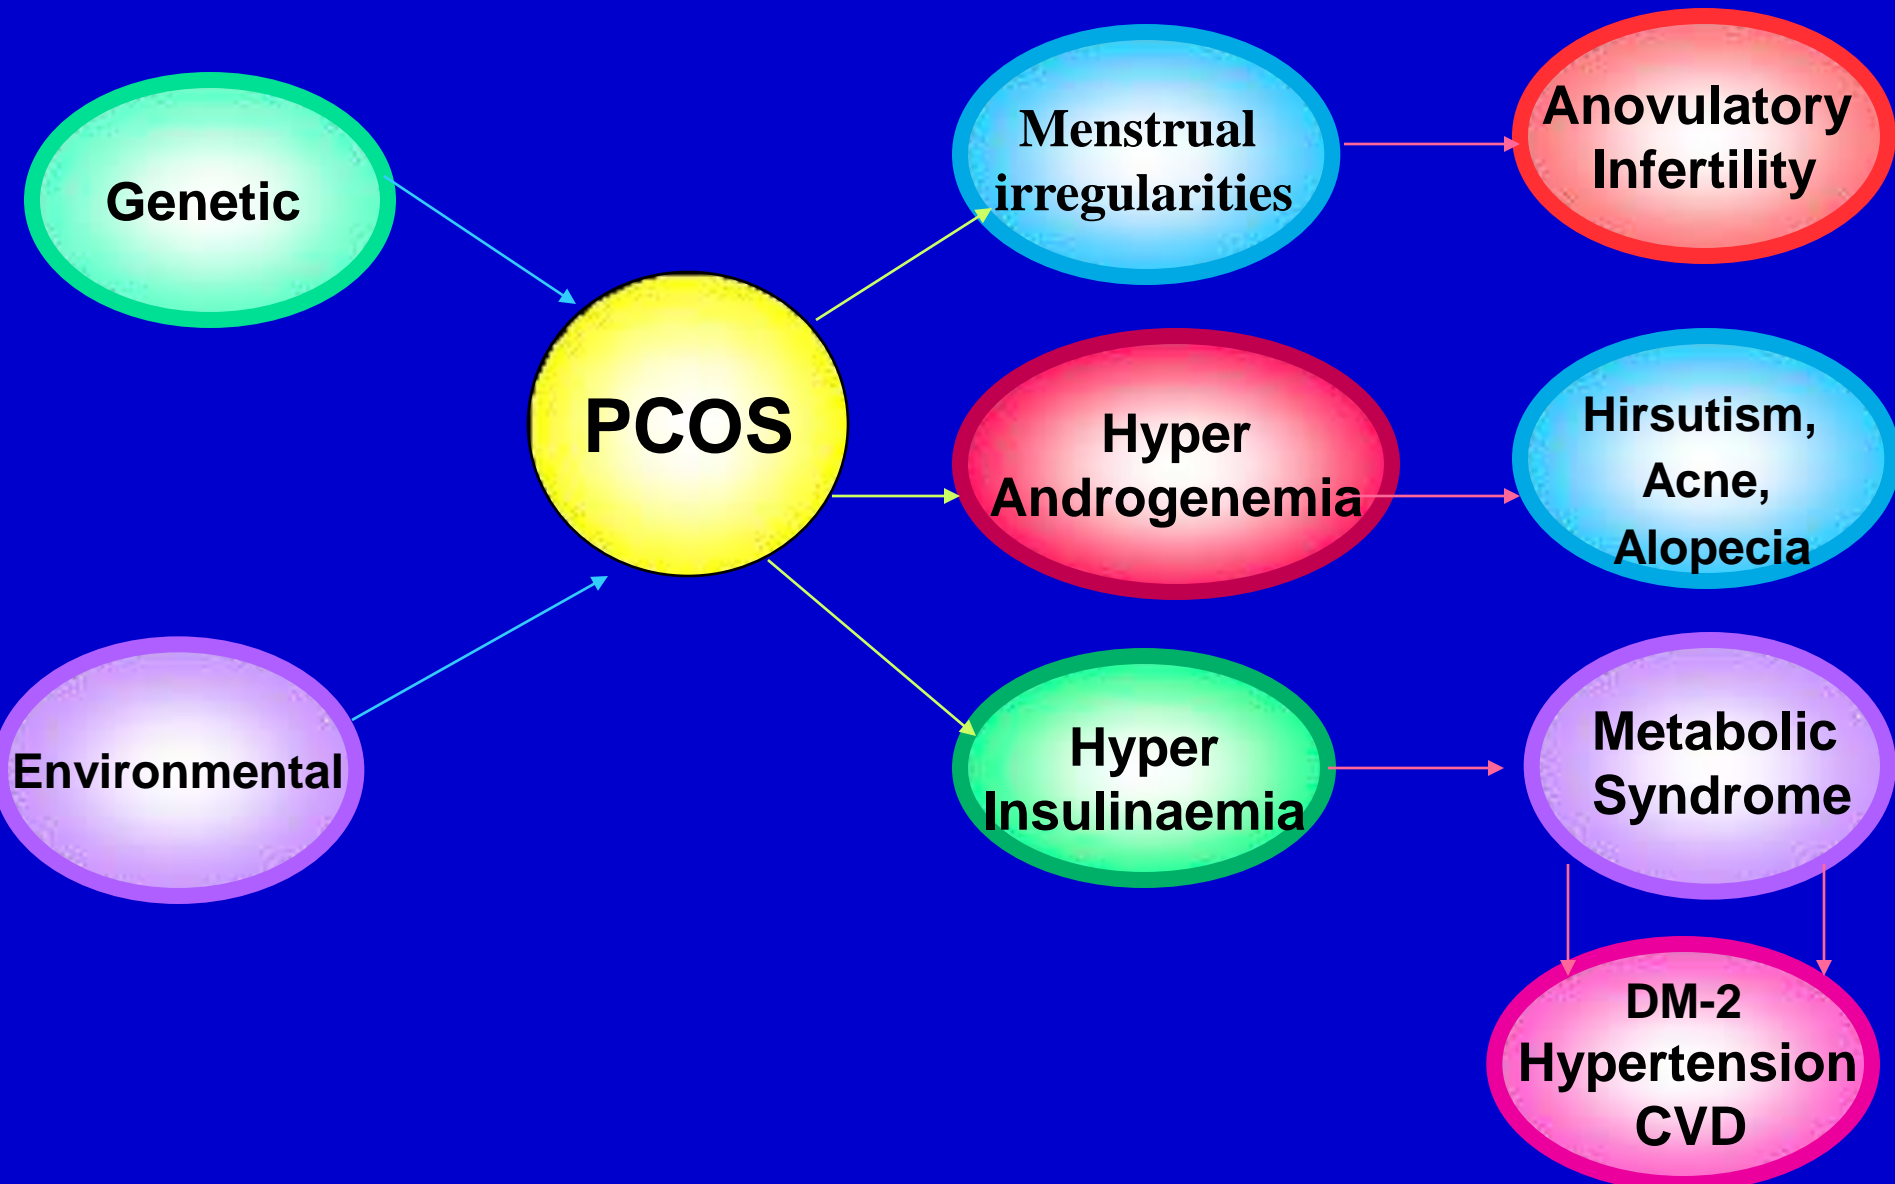 Genetic
Environmental
PCOS
Menstrual
irregularities
Anovulatory
Infertility
Hyper
Androgenemia
Hirsutism,
Acne,
Alopecia
Hyper
Insulinaemia
Metabolic
Syndrome
DM-2
Hypertension
CVD